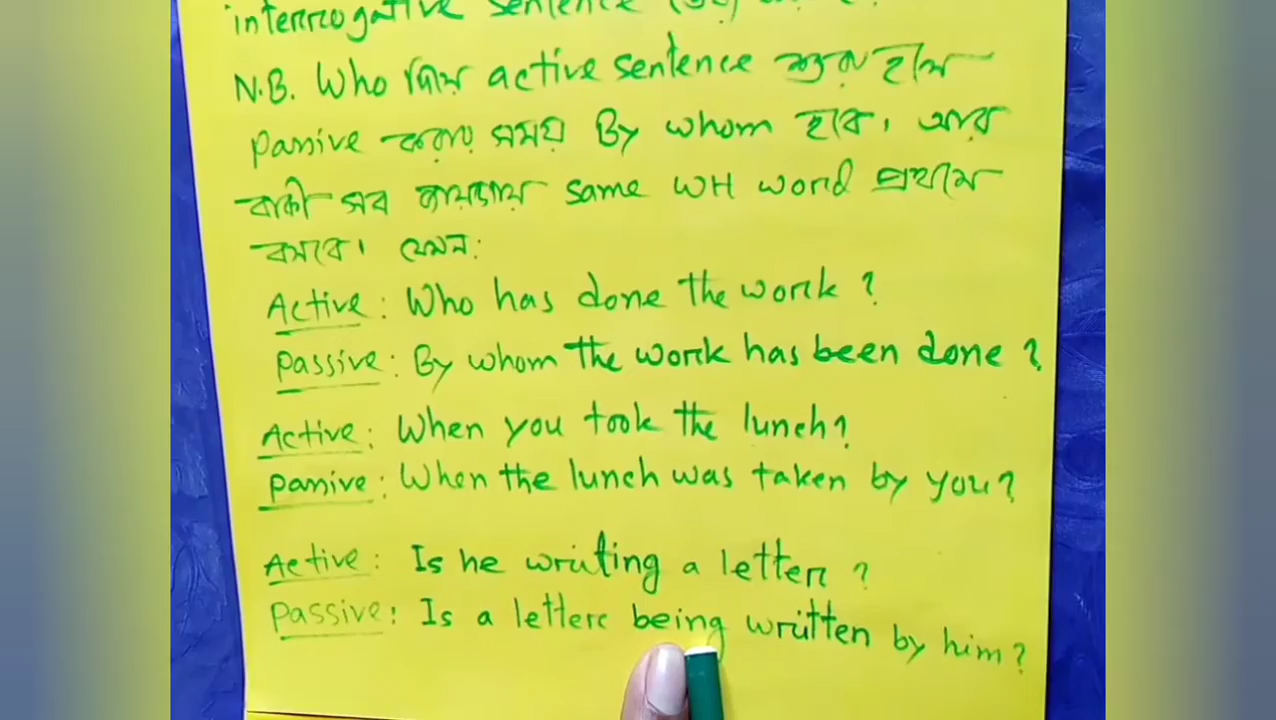 interrogative sentence
N.B. Who দিয়ে active sentence শুরু হলে
passive করার সময় By whom হবে। আর
বাকী সব জায়গায় same WH word প্রথমে
বসবে। যেমন:
Active: Who has done the work?
Passive: By whom the work has been done?
Active: When you took the lunch?
Passive: When the lunch was taken by you?
Active: Is he writing a letter?
Passive: Is a letter being written by him?